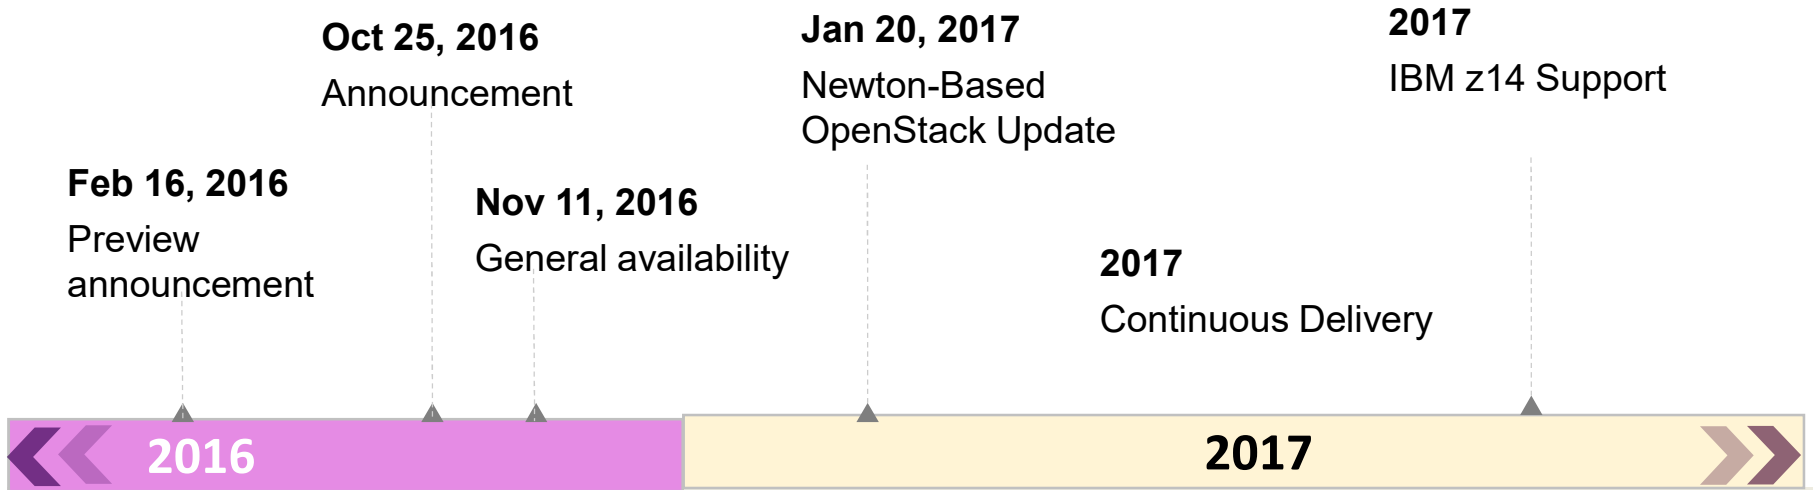 Feb 16, 2016
Preview
announcement
Oct 25, 2016
Announcement
Nov 11, 2016
General availability
Jan 20, 2017
Newton-Based
OpenStack Update
2017
Continuous Delivery
2017
IBM z14 Support
2016
2017